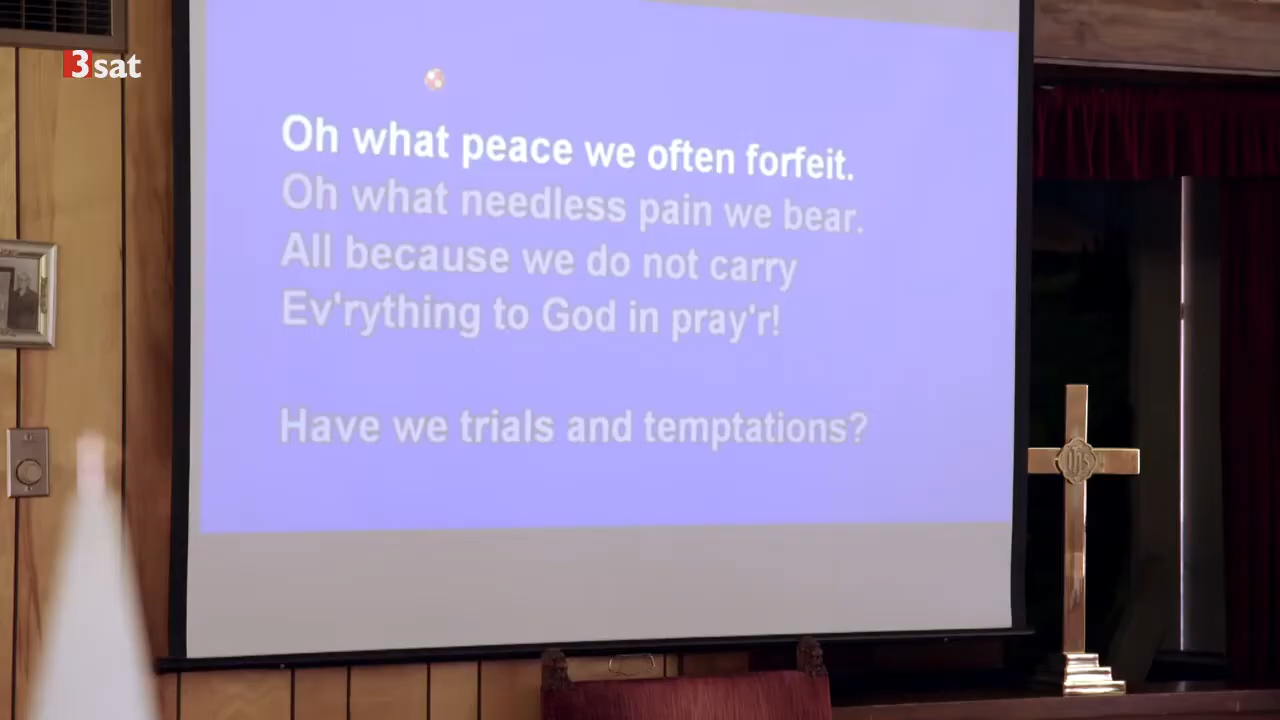 3sat
Oh what peace we often forfeit.
Oh what needless pain we bear.
All because we do not carry
Ev'rything to God in pray'r!
Have we trials and temptations?
ihs